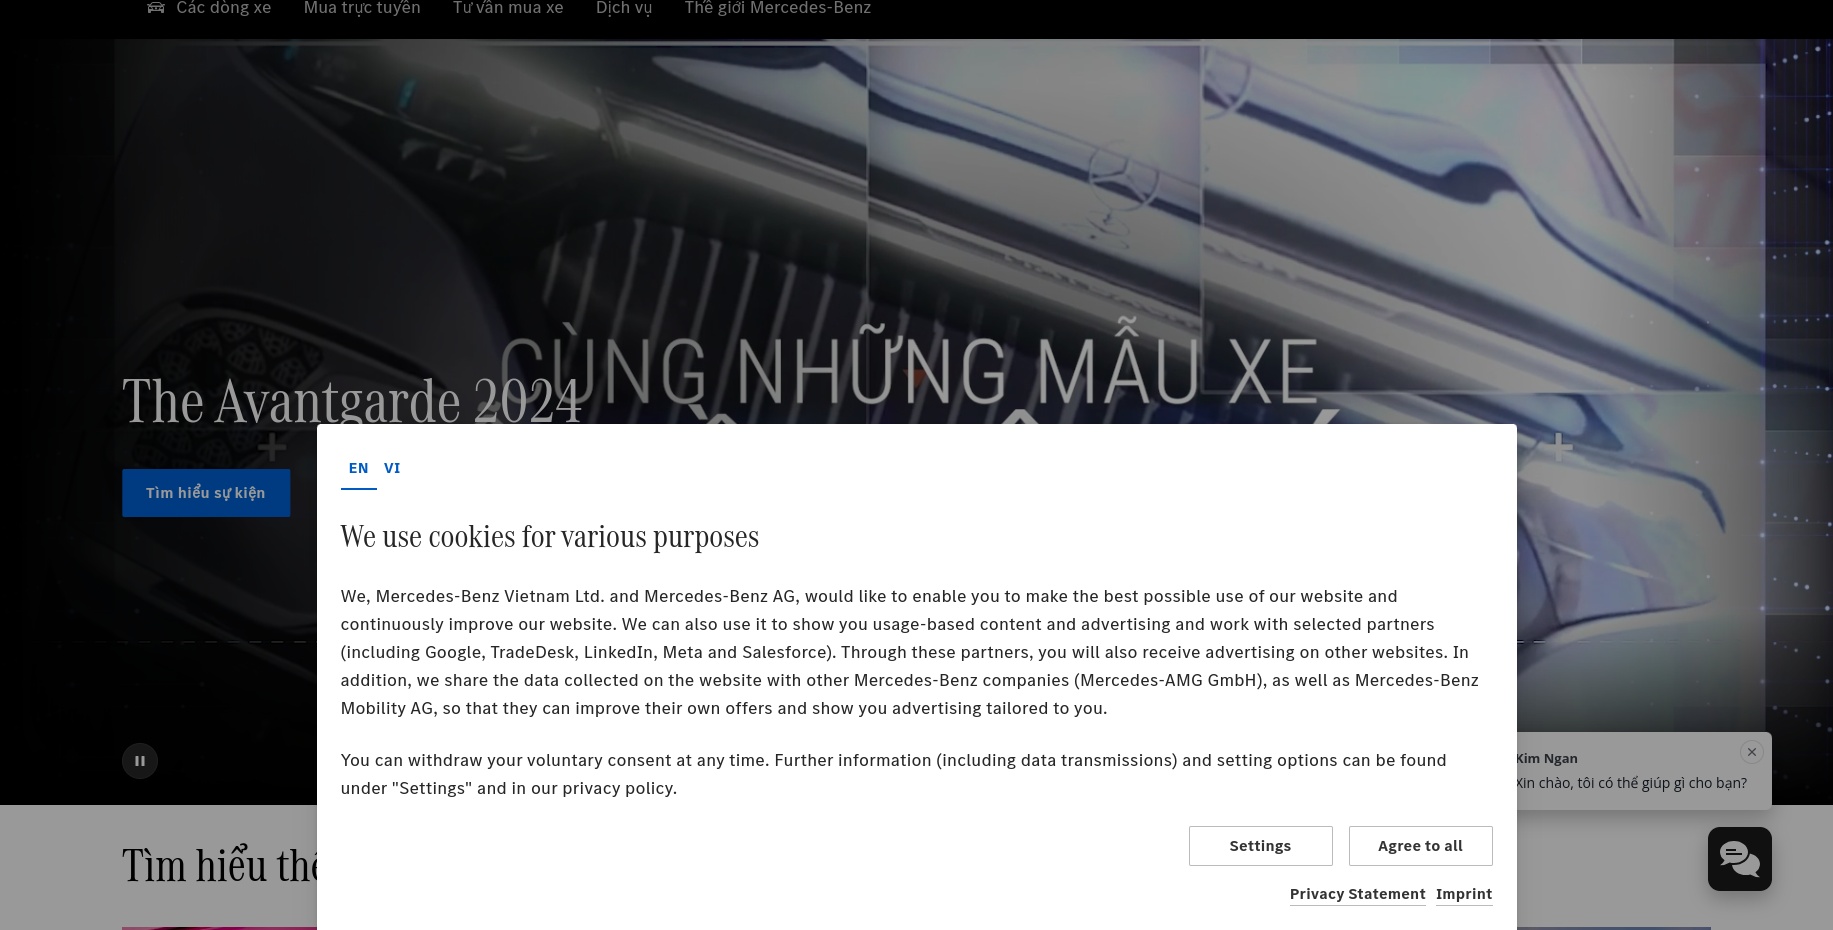 Các dòng xe
Mua trực tuyến
Tư vấn mua xe
Dịch vụ
Thế giới Mercedes-Benz
CÙNG NHỮNG MẪU XE
The Avantgarde 2024
Tìm hiểu sự kiện
EN VI
We use cookies for various purposes
We, Mercedes-Benz Vietnam Ltd. and Mercedes-Benz AG, would like to enable you to make the best possible use of our website and
continuously improve our website. We can also use it to show you usage-based content and advertising and work with selected partners
(including Google, TradeDesk, LinkedIn, Meta and Salesforce). Through these partners, you will also receive advertising on other websites. In
addition, we share the data collected on the website with other Mercedes-Benz companies (Mercedes-AMG GmbH), as well as Mercedes-Benz
Mobility AG, so that they can improve their own offers and show you advertising tailored to you.
You can withdraw your voluntary consent at any time. Further information (including data transmissions) and setting options can be found
under "Settings" and in our privacy policy.
Kim Ngan
Xin chào, tôi có thể giúp gì cho bạn?
Settings
Agree to all
Privacy Statement
Imprint
Tìm hiểu